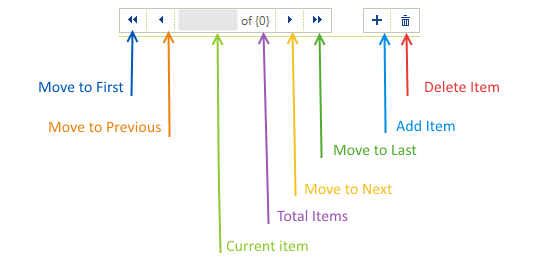 of {0}
Move to First
Delete Item
Move to Previous
Add Item
Move to Last
Move to Next
Total Items
Current item